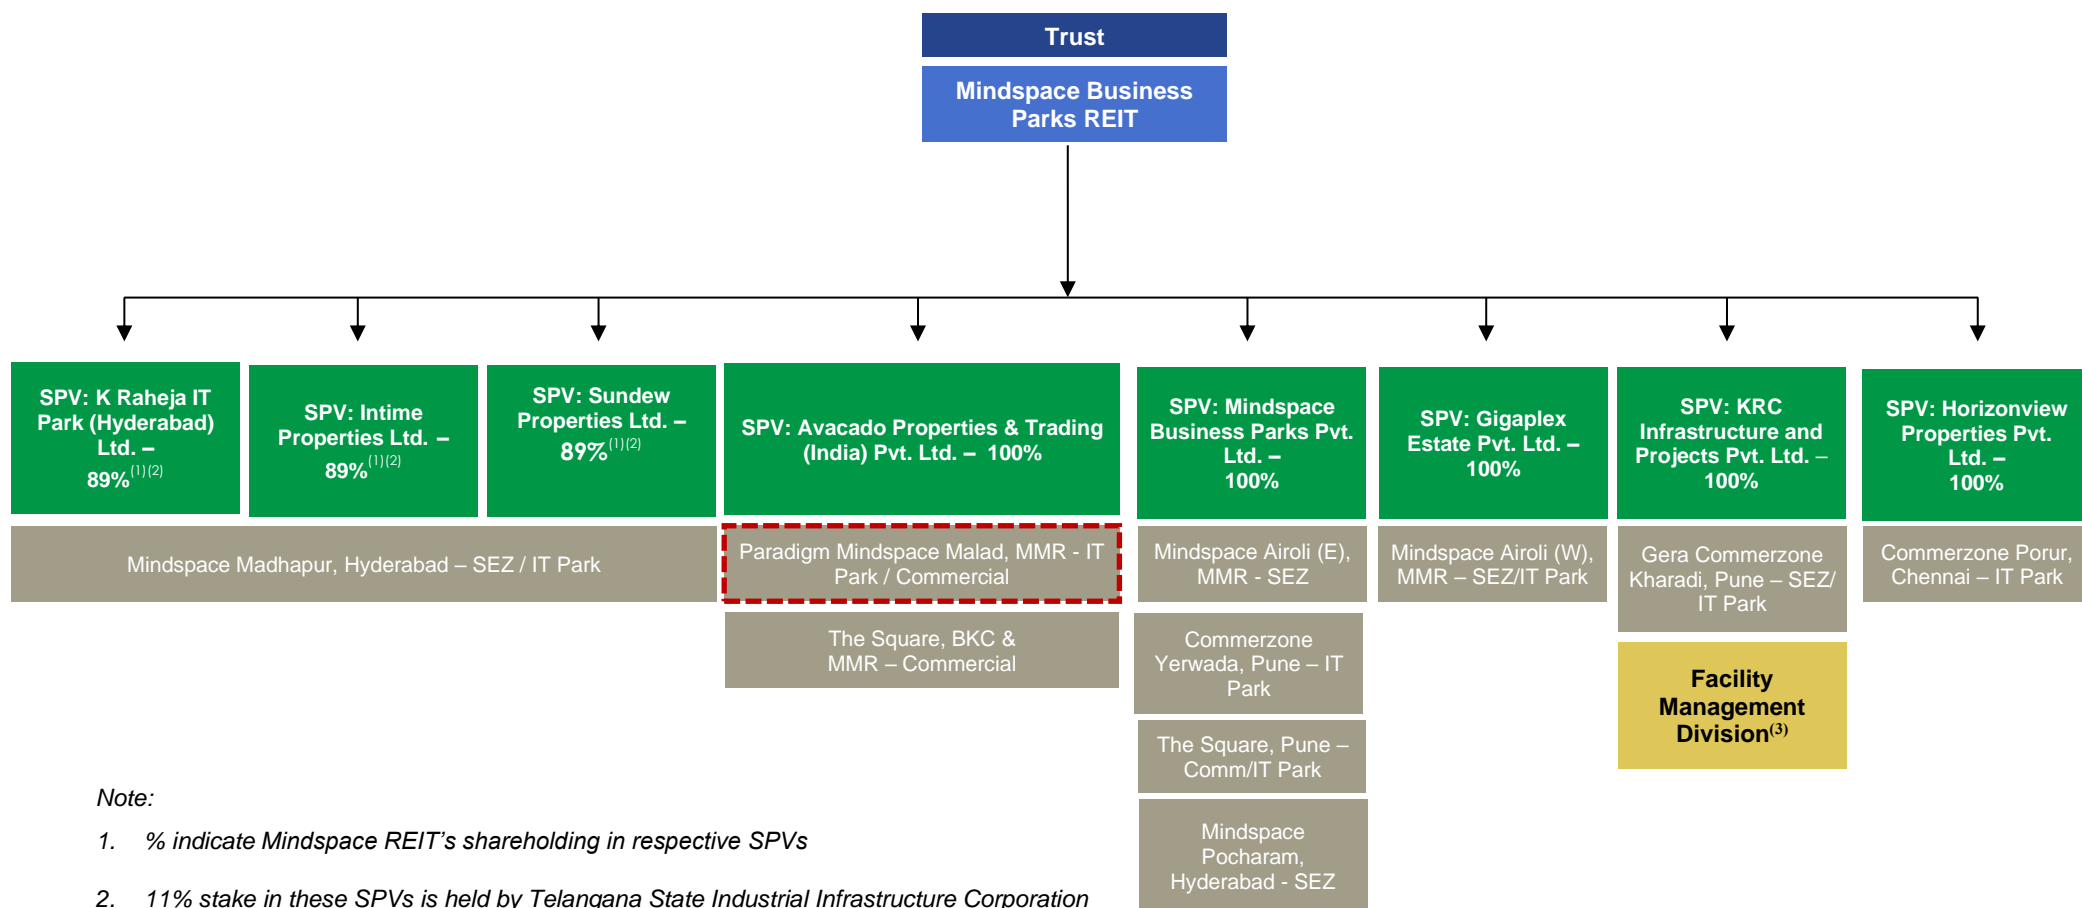 Trust
Mindspace Business
Parks REIT
SPV: K Raheja IT
Park (Hyderabad)
Ltd. –
89%(1)(2)
SPV: Intime
Properties Ltd. –
89%(1)(2)
SPV: Sundew
Properties Ltd. –
89%(1)(2)
SPV: Avacado Properties & Trading
(India) Pvt. Ltd. – 100%
SPV: Mindspace
Business Parks Pvt.
Ltd. –
100%
SPV: Gigaplex
Estate Pvt. Ltd. –
100%
SPV: KRC
Infrastructure and
Projects Pvt. Ltd. –
100%
SPV: Horizonview
Properties Pvt.
Ltd. –
100%
Mindspace Madhapur, Hyderabad – SEZ / IT Park
Paradigm Mindspace Malad, MMR - IT
Park / Commercial
Mindspace Airoli (E),
MMR - SEZ
Mindspace Airoli (W),
MMR – SEZ/IT Park
Gera Commerzone
Kharadi, Pune – SEZ/
IT Park
Commerzone Porur,
Chennai – IT Park
The Square, BKC &
MMR – Commercial
Commerzone
Yerwada, Pune – IT
Park
Facility
Management
Division(3)
The Square, Pune –
Comm/IT Park
Mindspace
Pocharam,
Hyderabad - SEZ
Note:
1. % indicate Mindspace REIT's shareholding in respective SPVs
2. 11% stake in these SPVs is held by Telangana State Industrial Infrastructure Corporation